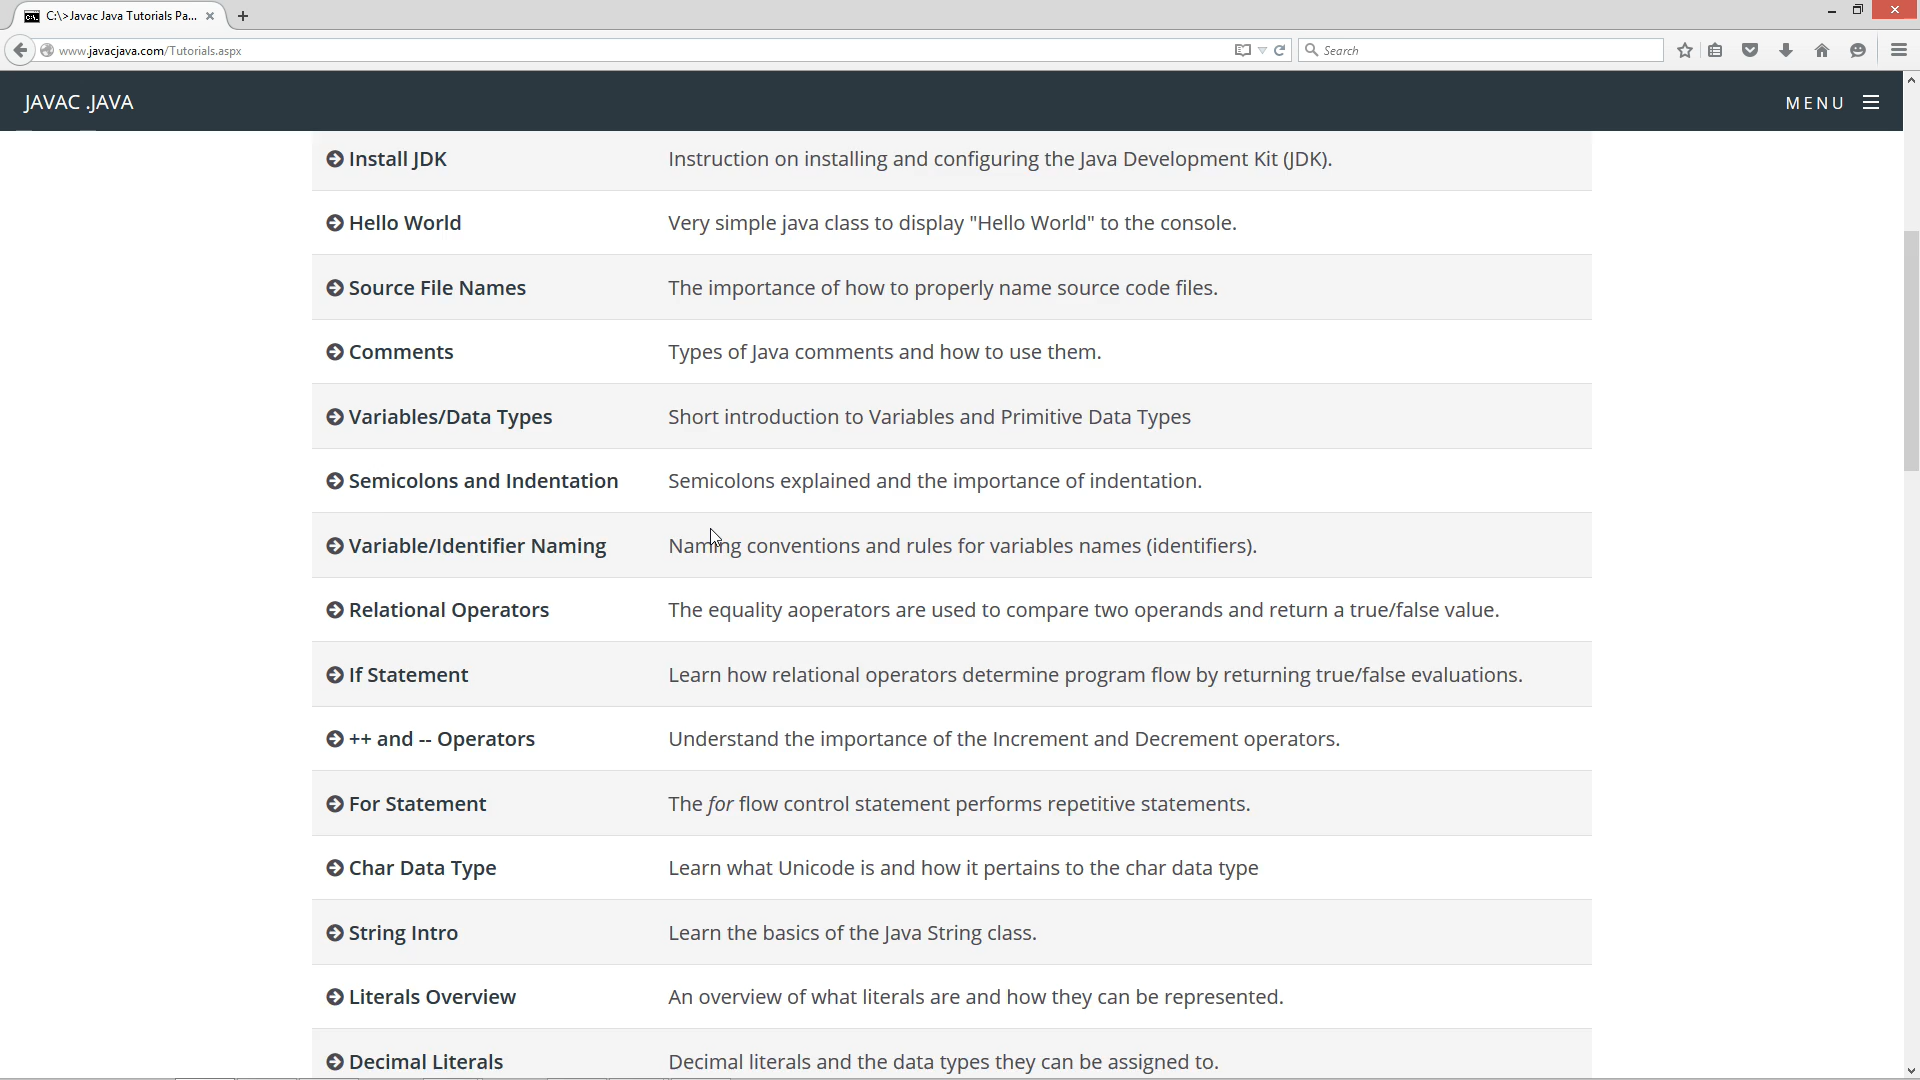 C:\>Javac Java Tutorials Pa...
www.javacjava.com/Tutorials.aspx
Search
JAVAC .JAVA
MENU
Install JDK Instruction on installing and configuring the Java Development Kit (JDK).
Hello World Very simple java class to display "Hello World" to the console.
Source File Names The importance of how to properly name source code files.
Comments Types of Java comments and how to use them.
Variables/Data Types Short introduction to Variables and Primitive Data Types
Semicolons and Indentation Semicolons explained and the importance of indentation.
Variable/Identifier Naming Naming conventions and rules for variables names (identifiers).
Relational Operators The equality aoperators are used to compare two operands and return a true/false value.
If Statement Learn how relational operators determine program flow by returning true/false evaluations.
++ and -- Operators Understand the importance of the Increment and Decrement operators.
For Statement The for flow control statement performs repetitive statements.
Char Data Type Learn what Unicode is and how it pertains to the char data type
String Intro Learn the basics of the Java String class.
Literals Overview An overview of what literals are and how they can be represented.
Decimal Literals Decimal literals and the data types they can be assigned to.